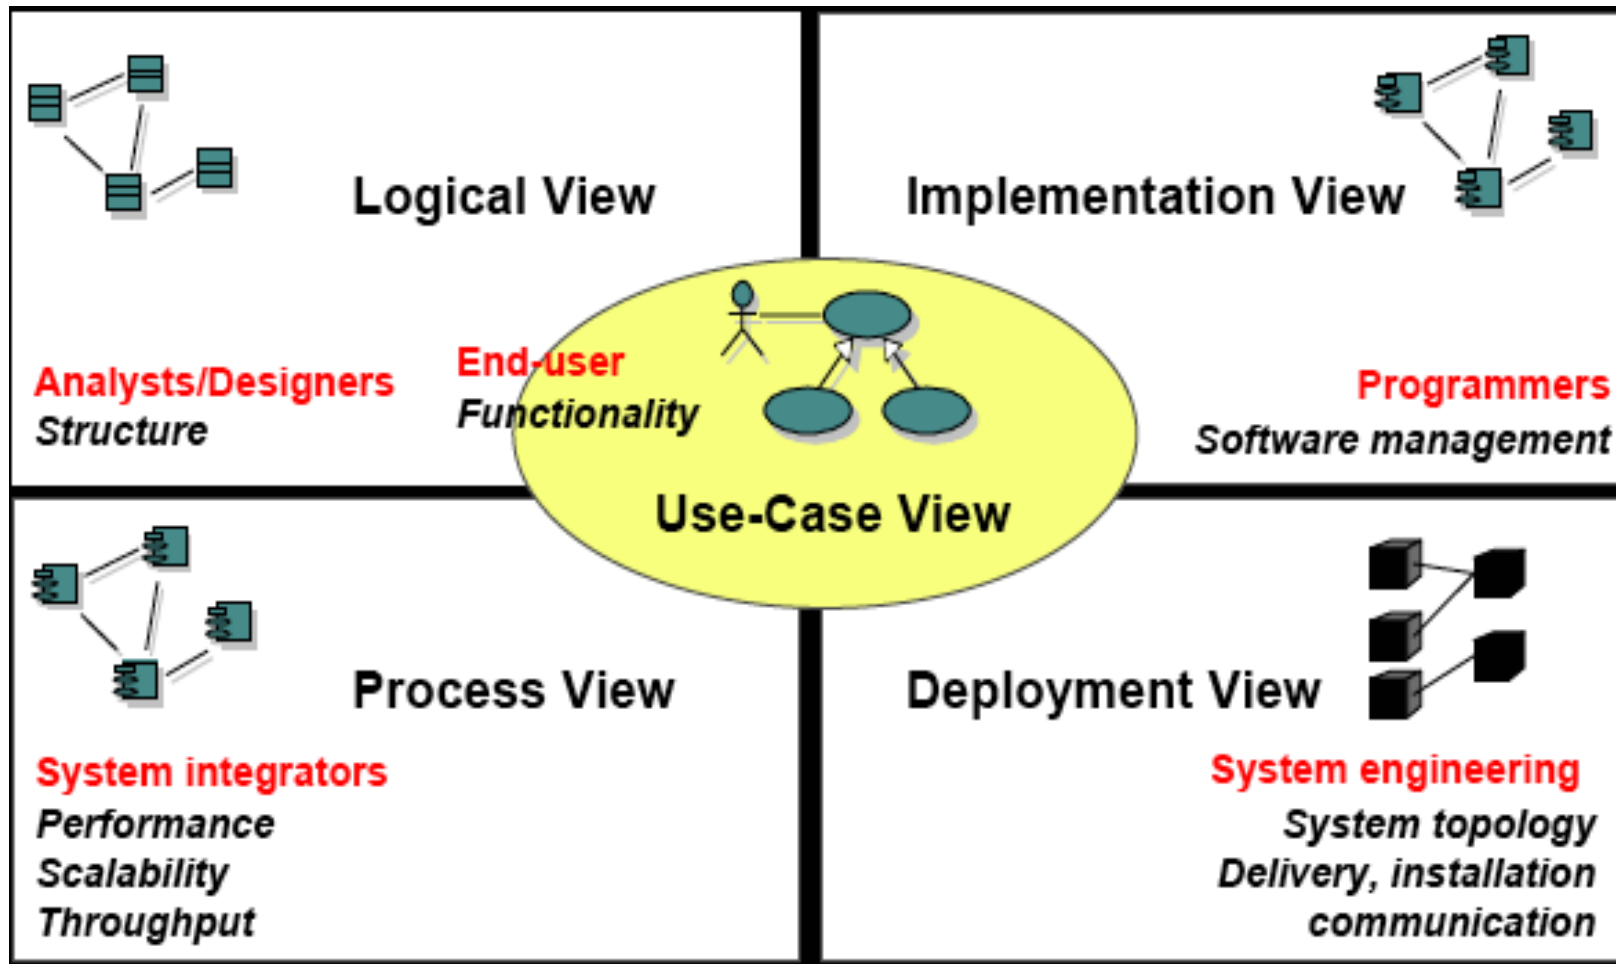 Logical View
Analysts/Designers
Structure
Implementation View
Programmers
Software management
End-user
Functionality
Use-Case View
Process View
System integrators
Performance
Scalability
Throughput
Deployment View
System engineering
System topology
Delivery, installation
communication